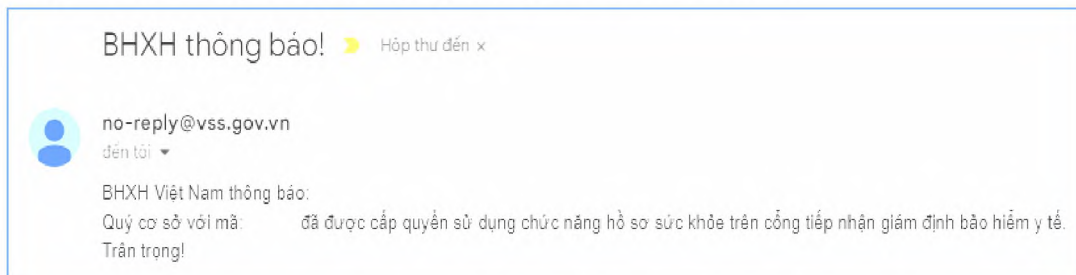 BHXH thông báo! Hộp thư đến ×
no-reply@vss.gov.vn
đến tôi
BHXH Việt Nam thông báo:
Quý cơ sở với mã: đã được cấp quyền sử dụng chức năng hồ sơ sức khỏe trên cổng tiếp nhận giám định bảo hiểm y tế.
Trân trọng!